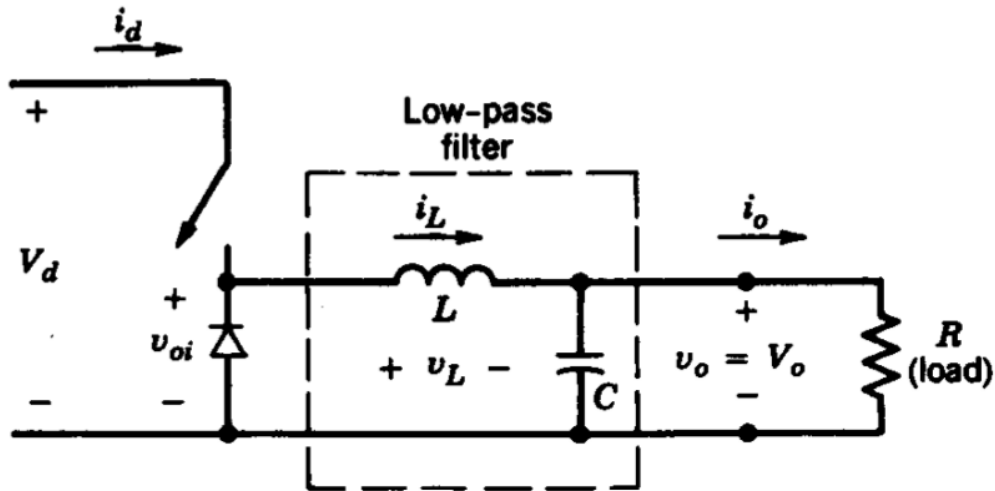 i_d
+
Low-pass
filter
i_L
i_o
V_d
+
L
+
v_oi
+ v_L -
C
v_o = V_o
R
(load)
-
-
-